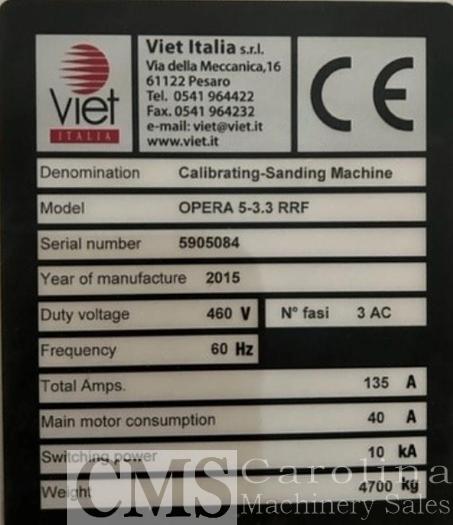 Viet
ITALIA
Viet Italia s.r.l.
Via della Meccanica,16
61122 Pesaro
Tel. 0541 964422
Fax. 0541 964232
e-mail: viet@viet.it
www.viet.it
CE
Denomination Calibrating-Sanding Machine
Model OPERA 5-3.3 RRF
Serial number 5905084
Year of manufacture 2015
Duty voltage 460 V N° fasi 3 AC
Frequency 60 Hz
Total Amps. 135 A
Main motor consumption 40 A
Switching power 10 kA
Weight 4700 kg
CMS Carolina
Machinery Sales